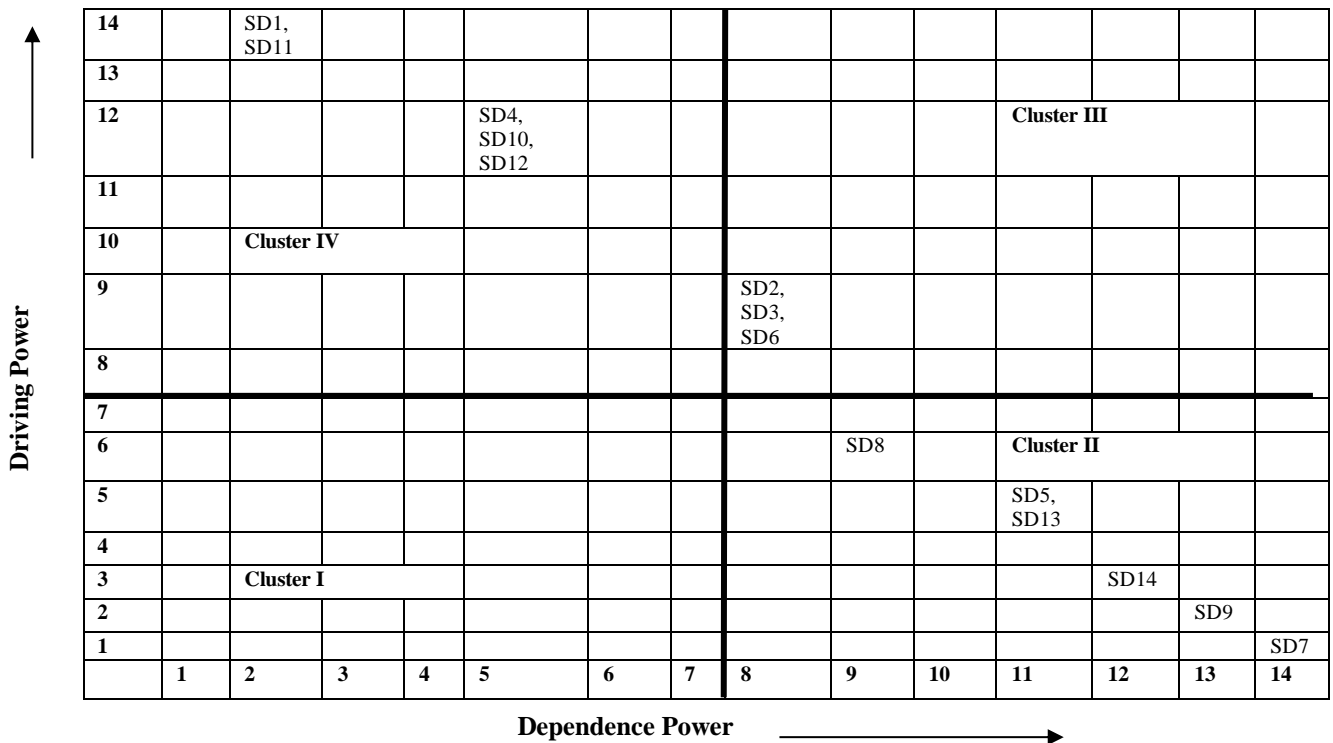 14 SD1,
SD11
13
12 SD4, Cluster III
SD10,
SD12
11
10 Cluster IV
9 SD2,
SD3,
SD6
8
7
6 SD8 Cluster II
5 SD5,
SD13
4
3 Cluster I SD14
2 SD9
1 SD7
1 2 3 4 5 6 7 8 9 10 11 12 13 14
Driving Power
Dependence Power